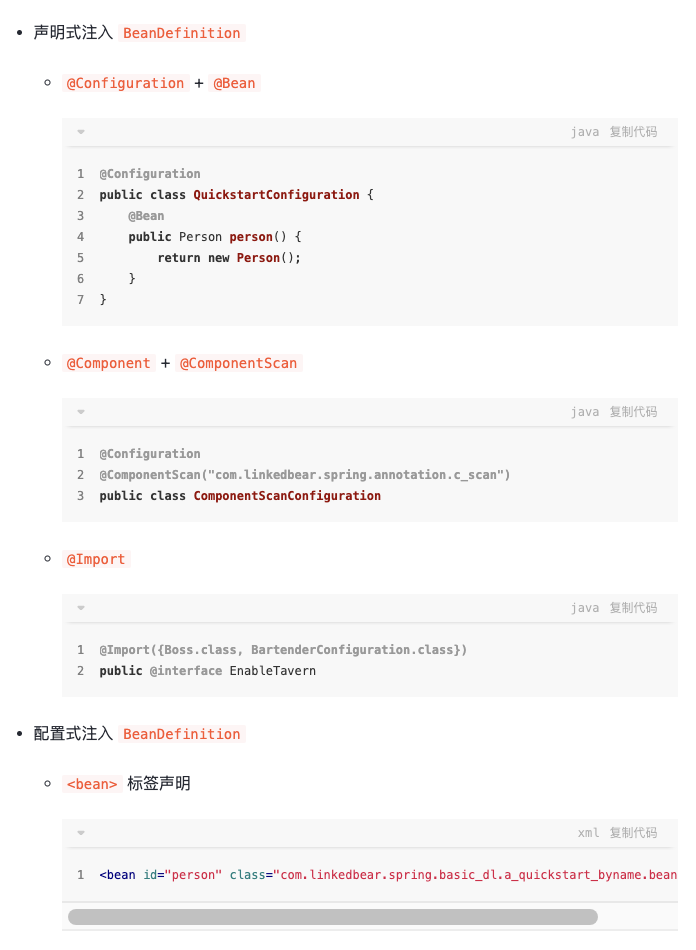 声明式注入 BeanDefinition
@Configuration + @Bean
java 复制代码
1 @Configuration
2 public class QuickstartConfiguration {
3     @Bean
4     public Person person() {
5         return new Person();
6     }
7 }
@Component + @ComponentScan
java 复制代码
1 @Configuration
2 @ComponentScan("com.linkedbear.spring.annotation.c_scan")
3 public class ComponentScanConfiguration
@Import
java 复制代码
1 @Import({Boss.class, BartenderConfiguration.class})
2 public @interface EnableTavern
配置式注入 BeanDefinition
<bean> 标签声明
xml 复制代码
1 <bean id="person" class="com.linkedbear.spring.basic_dl.a_quickstart_byname.bean